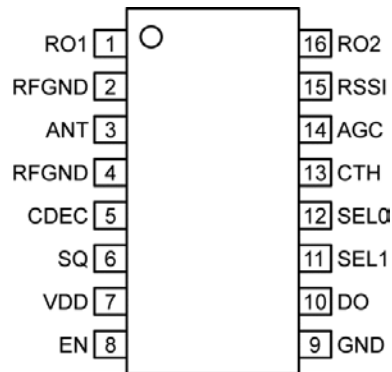 RO1 1 16 RO2
RFGND 2 15 RSSI
ANT 3 14 AGC
RFGND 4 13 CTH
CDEC 5 12 SEL0
SQ 6 11 SEL1
VDD 7 10 DO
EN 8 9 GND